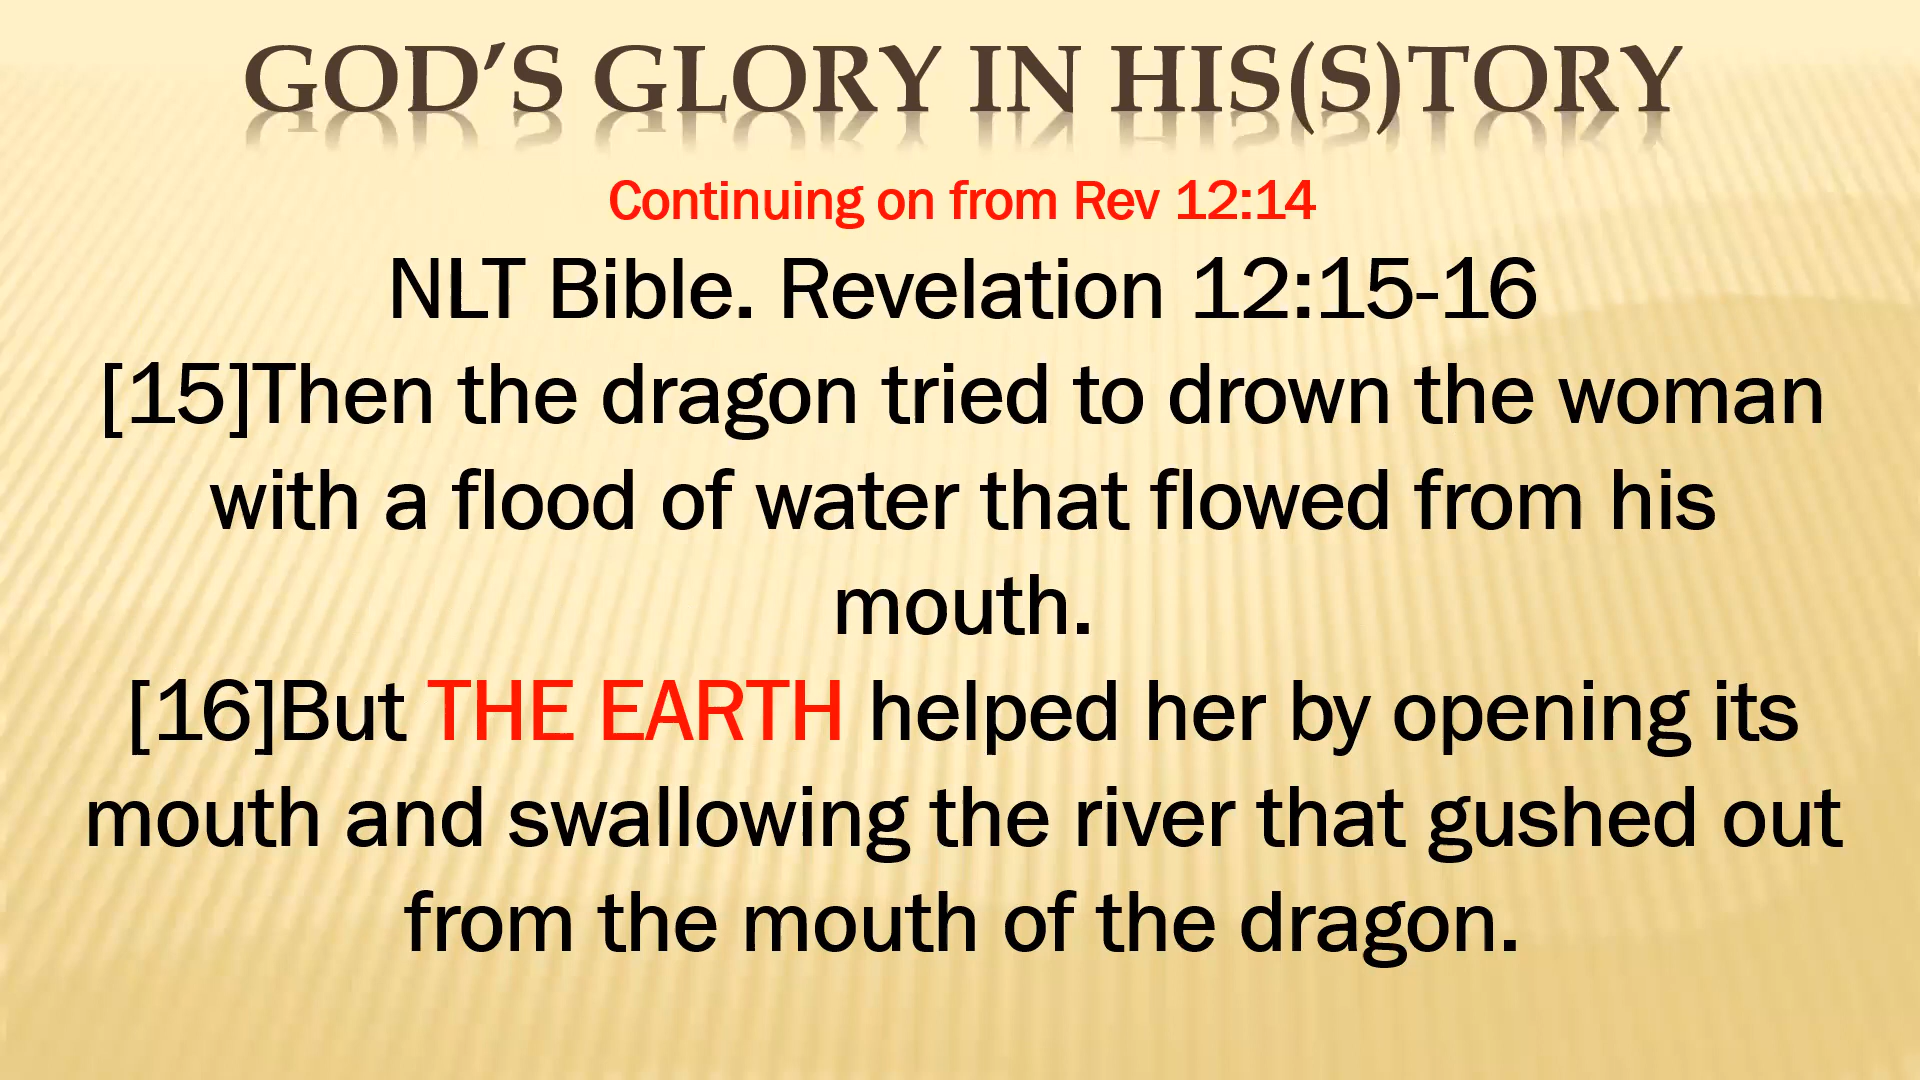 GOD’S GLORY IN HIS(S)TORY
Continuing on from Rev 12:14
NLT Bible. Revelation 12:15-16
[15]Then the dragon tried to drown the woman
with a flood of water that flowed from his
mouth.
[16]But THE EARTH helped her by opening its
mouth and swallowing the river that gushed out
from the mouth of the dragon.